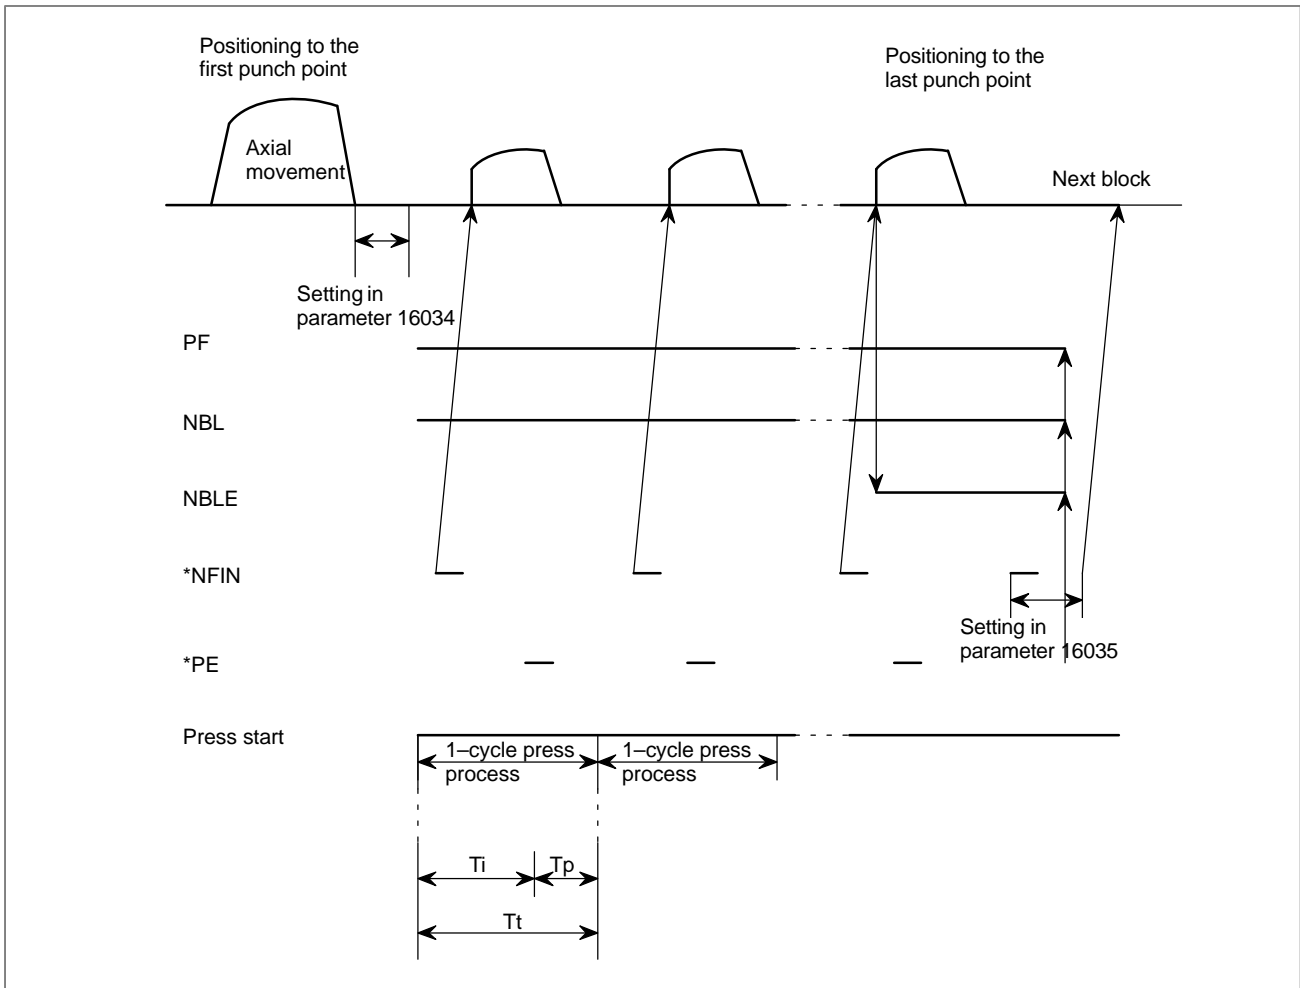 Positioning to the
first punch point
Positioning to the
last punch point
Axial
movement
Next block
Setting in
parameter 16034
PF
NBL
NBLE
*NFIN
Setting in
parameter 16035
*PE
Press start
1–cycle press
process
1–cycle press
process
Ti
Tp
Tt